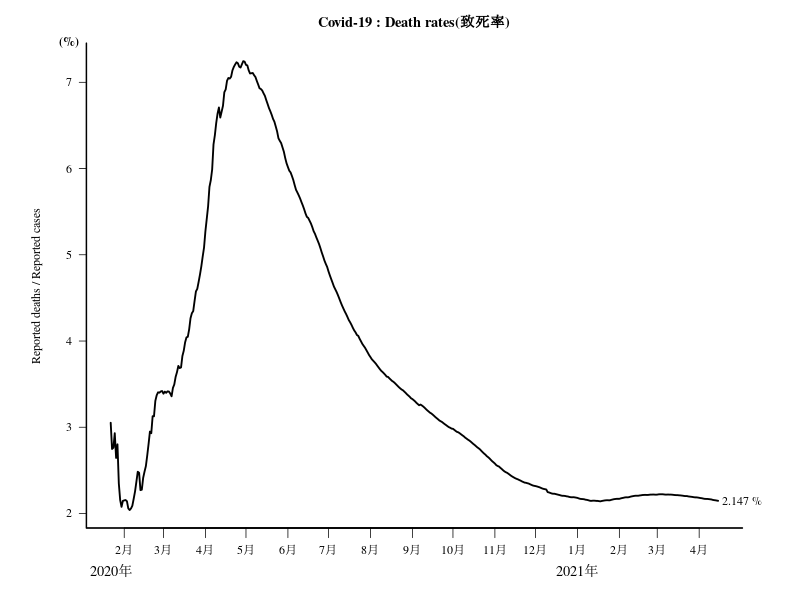 Covid-19 : Death rates(致死率)
(%)
7
6
5
4
3
2
Reported deaths / Reported cases
2.147 %
2月 3月 4月 5月 6月 7月 8月 9月 10月 11月 12月 1月 2月 3月 4月
2020年 2021年